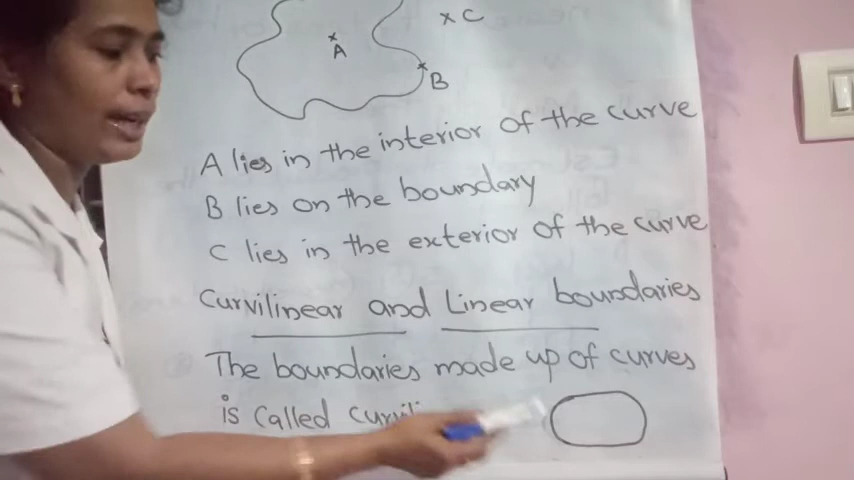 x C
x
A
x
B
A lies in the interior of the curve
B lies on the boundary
C lies in the exterior of the curve
Curvilinear and Linear boundaries
The boundaries made up of curves
is called